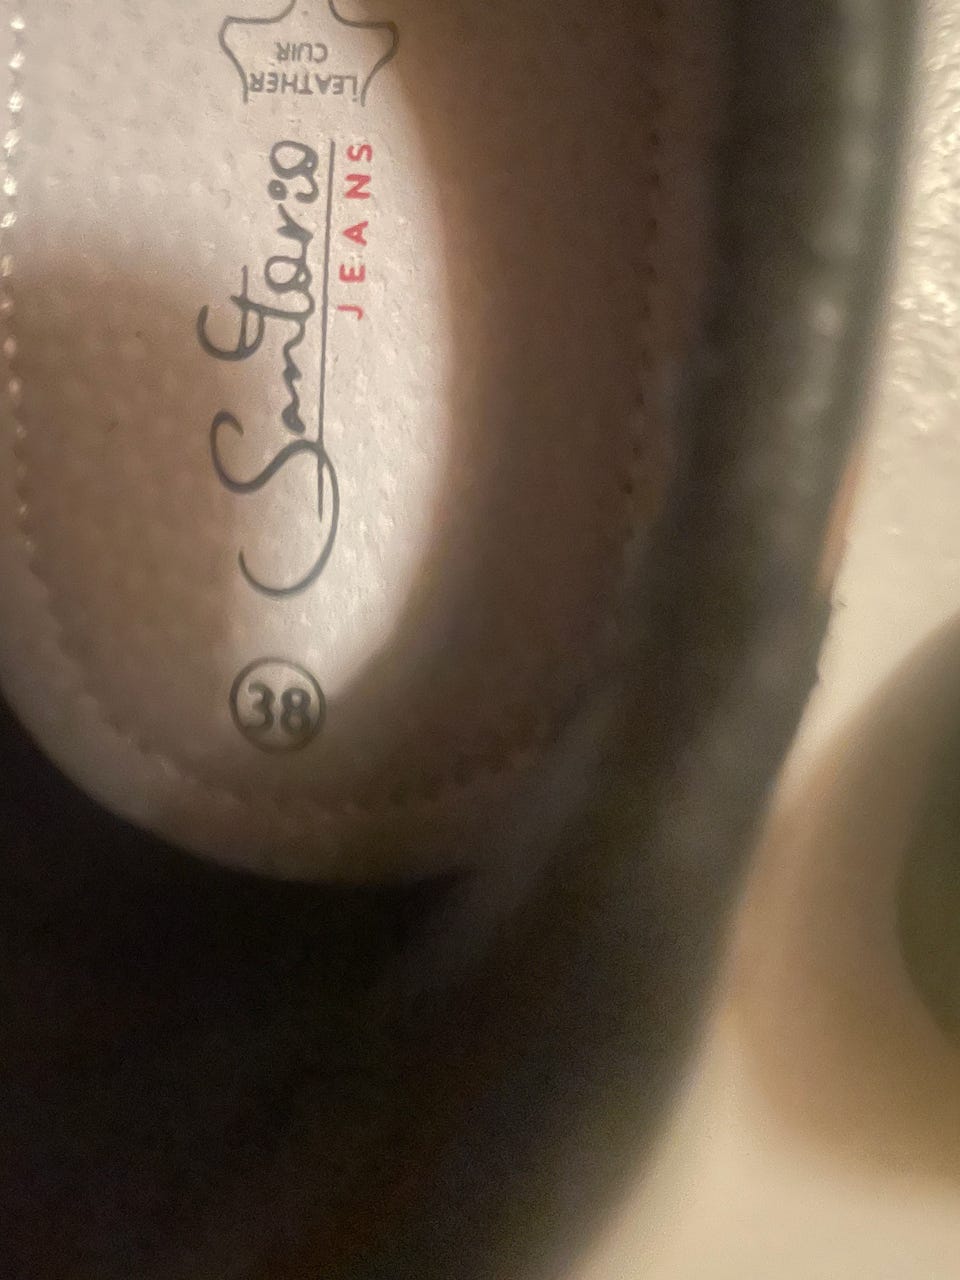 LEATHER
CUIR
Santorio
JEANS
38